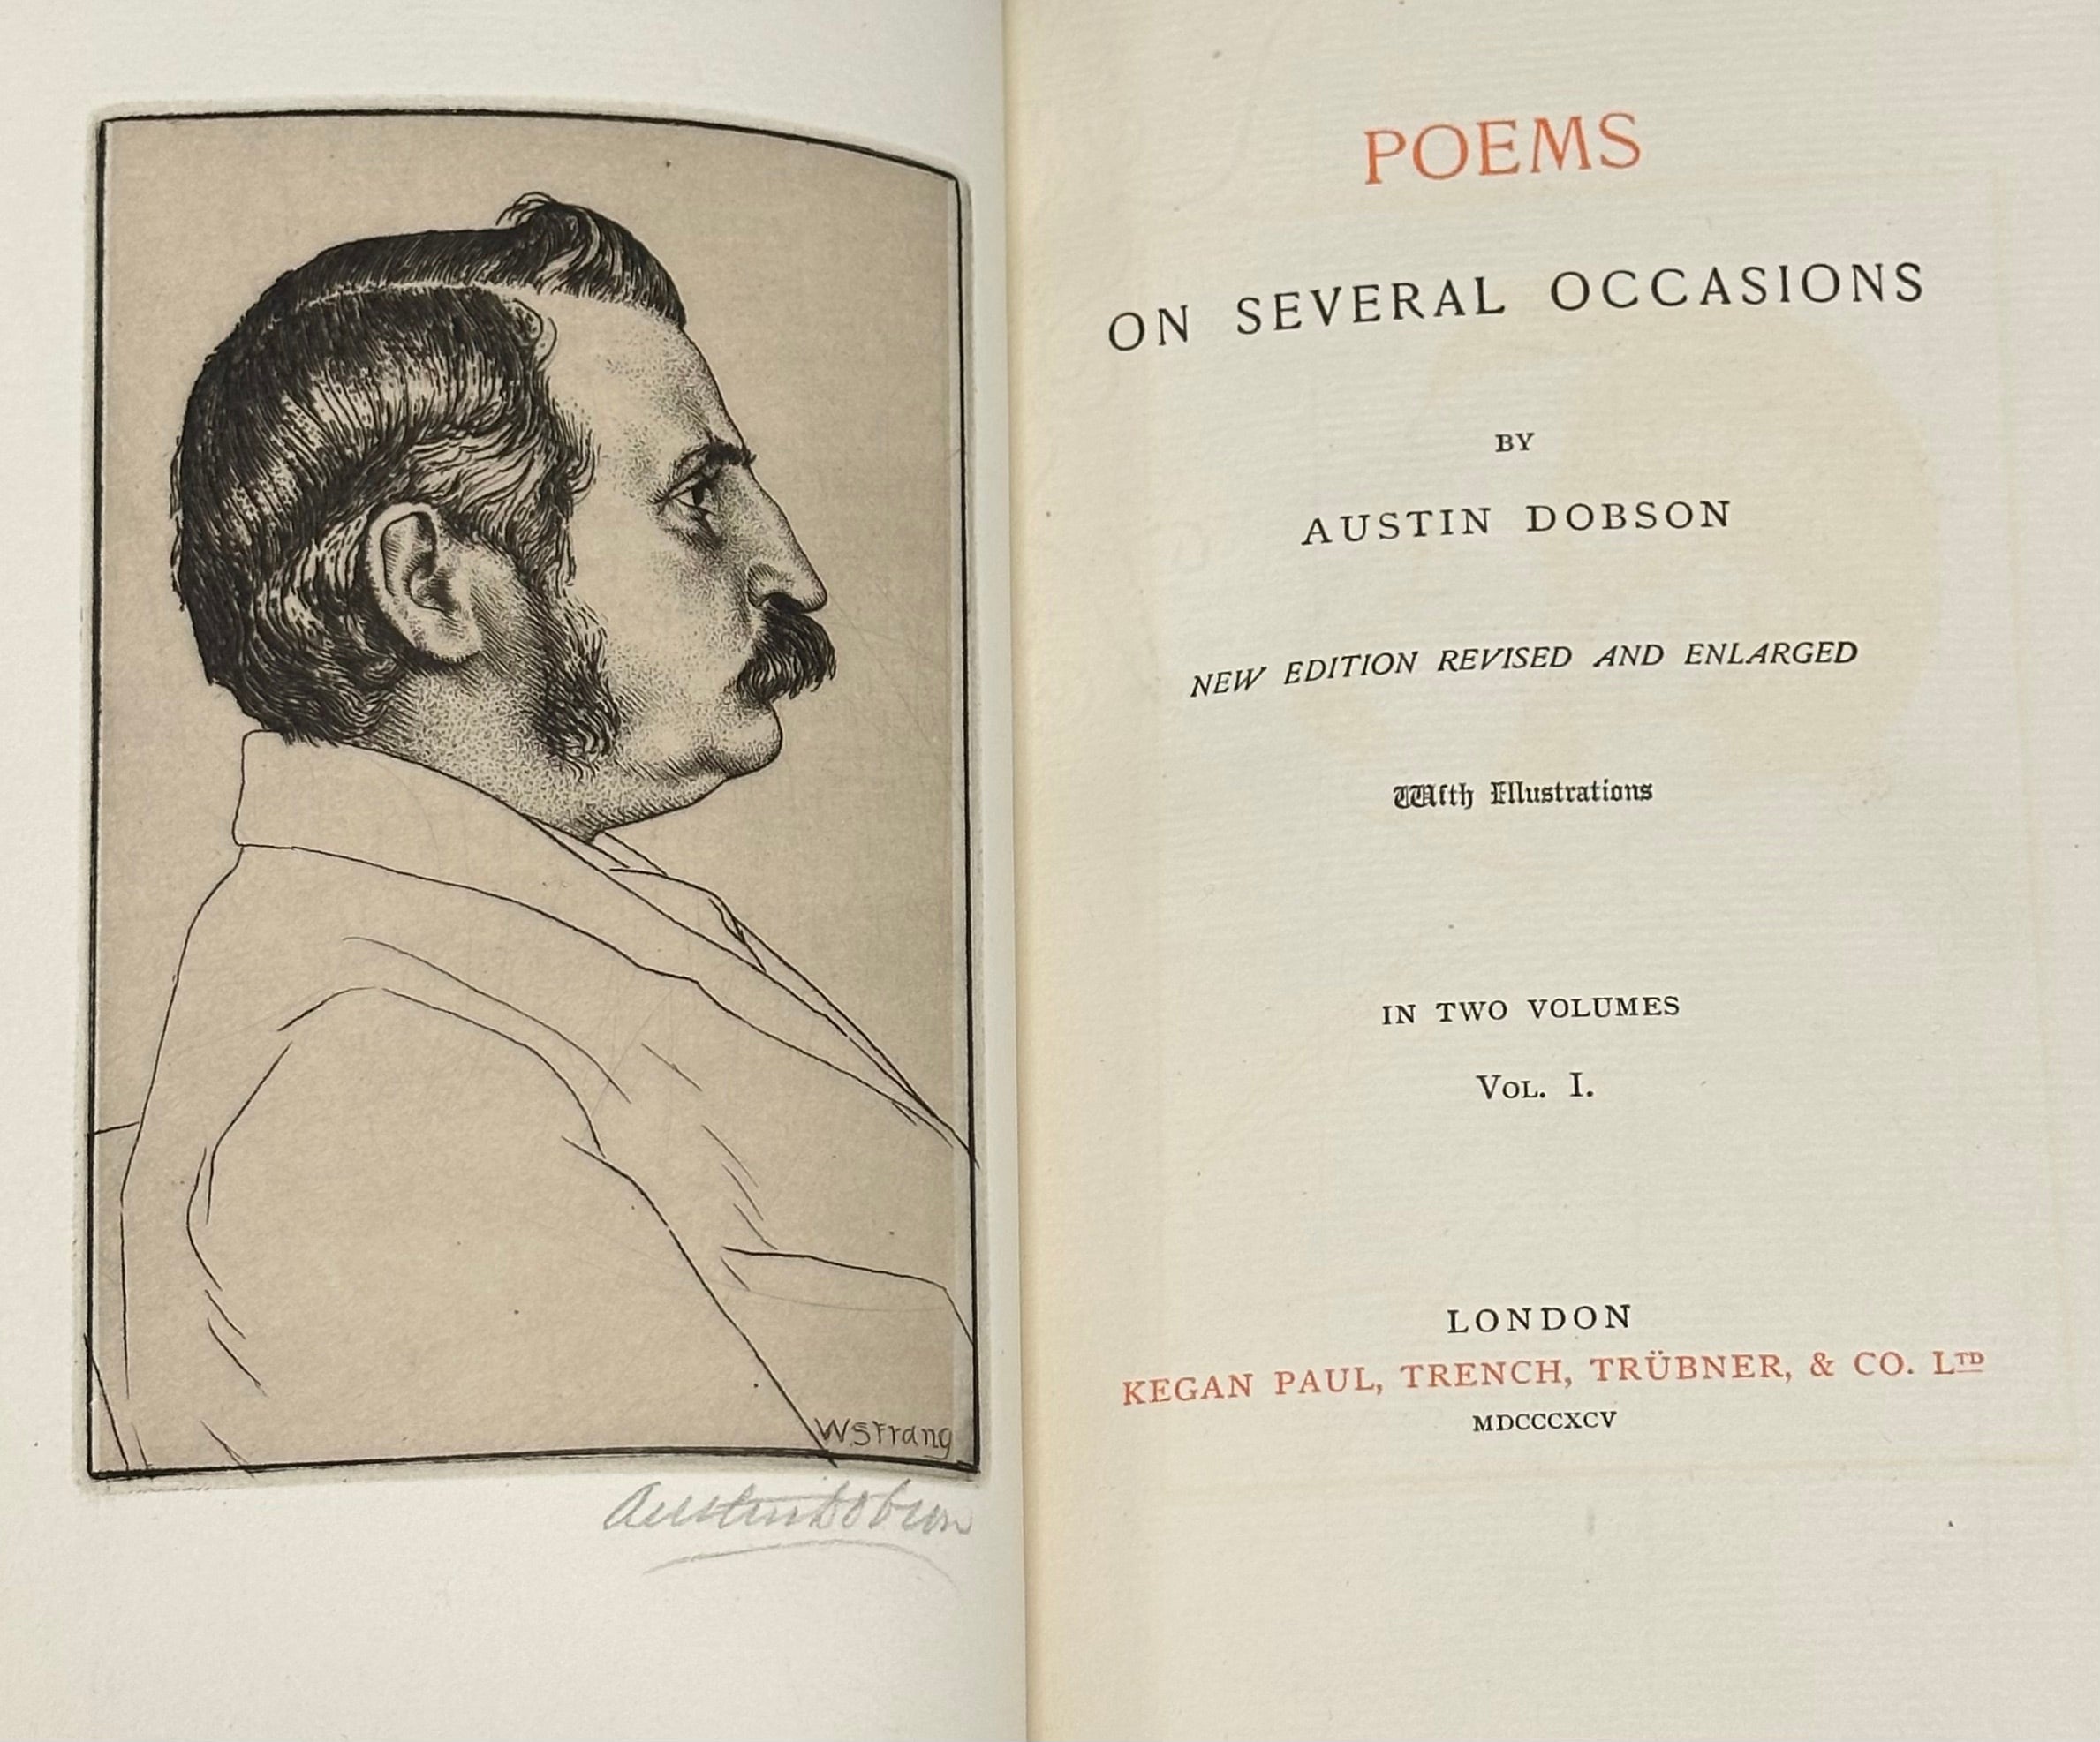 W Strang
Austin Dobson
POEMS
ON SEVERAL OCCASIONS
BY
AUSTIN DOBSON
NEW EDITION REVISED AND ENLARGED
With Illustrations
IN TWO VOLUMES
VOL. I.
LONDON
KEGAN PAUL, TRENCH, TRÜBNER, & CO. LTD
MDCCCXCV